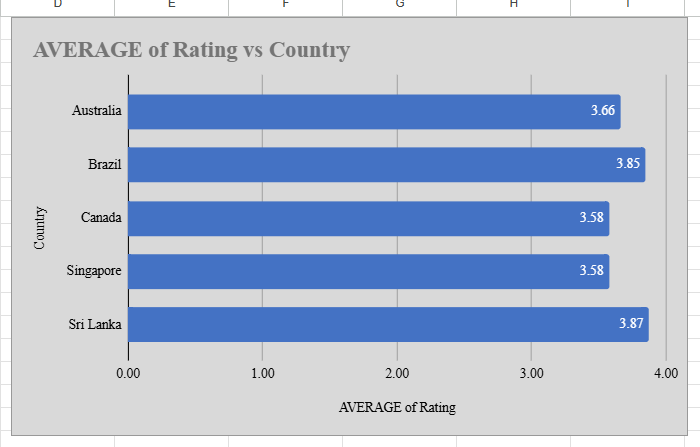 D E F G H I
AVERAGE of Rating vs Country
Australia 3.66
Brazil 3.85
Country
Canada 3.58
Singapore 3.58
Sri Lanka 3.87
0.00 1.00 2.00 3.00 4.00
AVERAGE of Rating